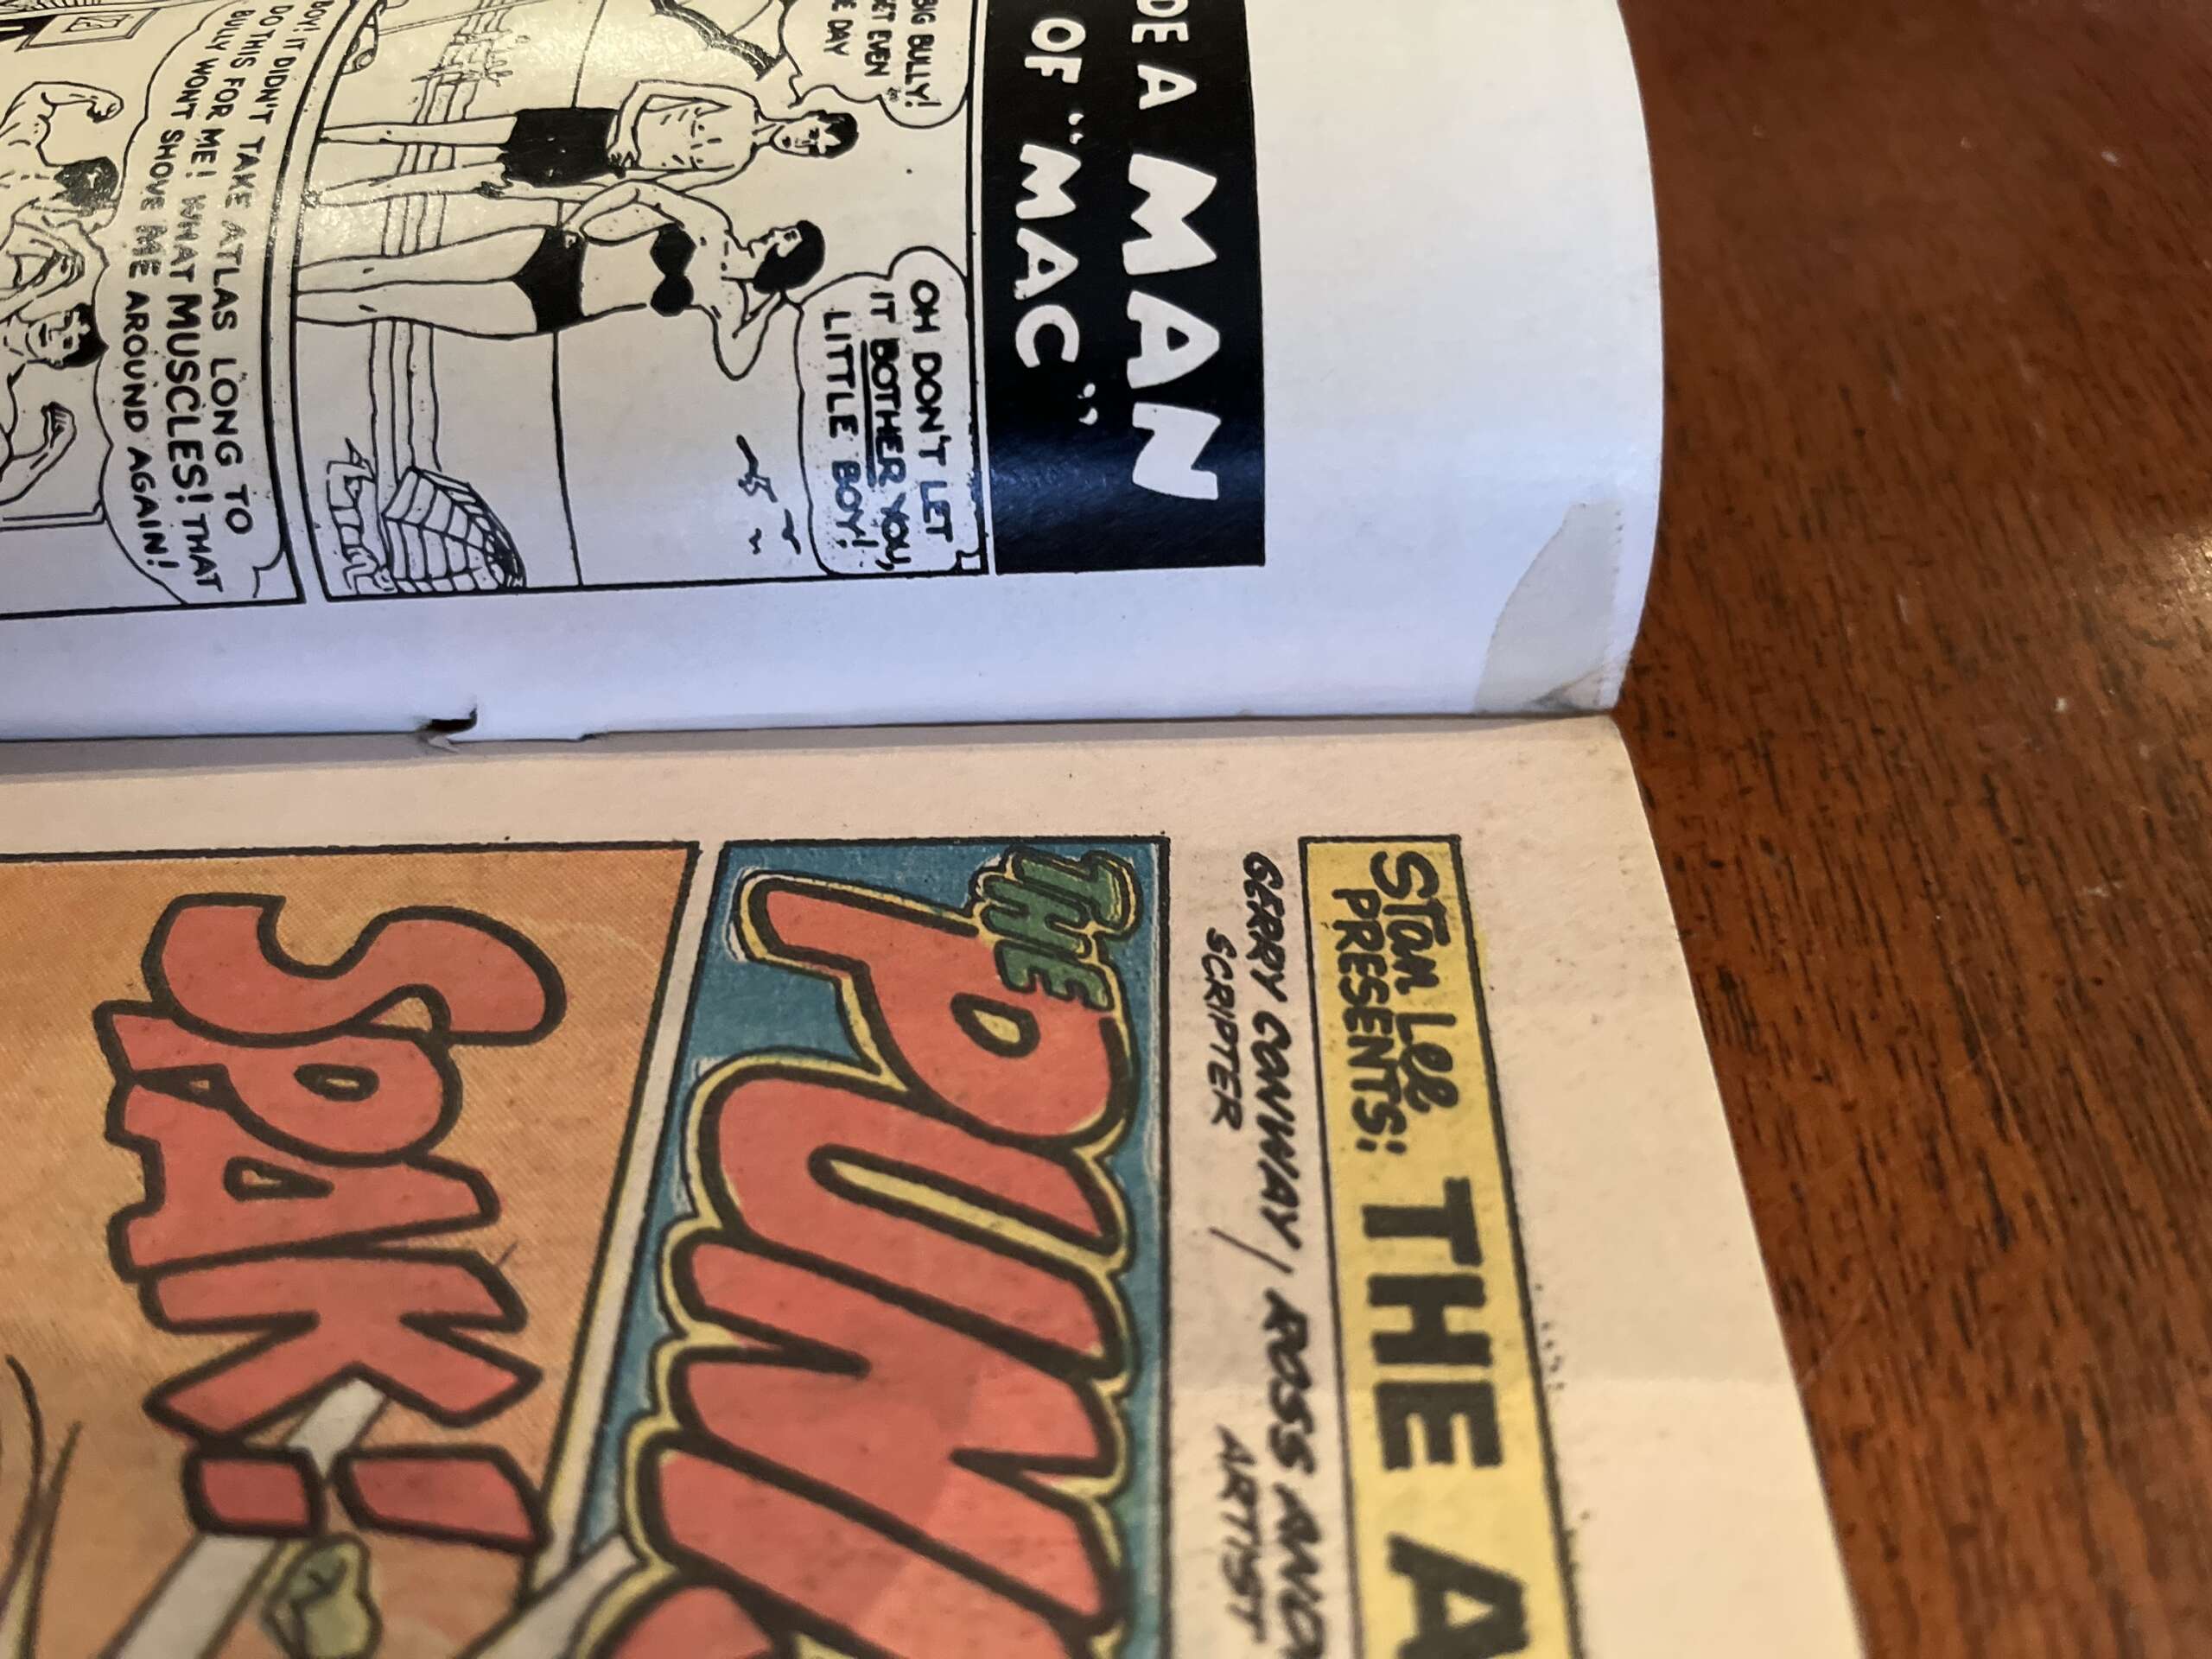 DE A MAN
OF "MAC"
BIG BULLY!
ET EVEN
E DAY
OH DON'T LET
IT BOTHER YOU,
LITTLE BOY!
BOY! IT DIDN'T TAKE ATLAS LONG TO
DO THIS FOR ME! WHAT MUSCLES! THAT
BULLY WON'T SHOVE ME AROUND AGAIN!
STAN LEE
PRESENTS: THE A
GERRY CONWAY / ROSS AND
SCRIPTER ARTIST
THE
PUN
SPAK!